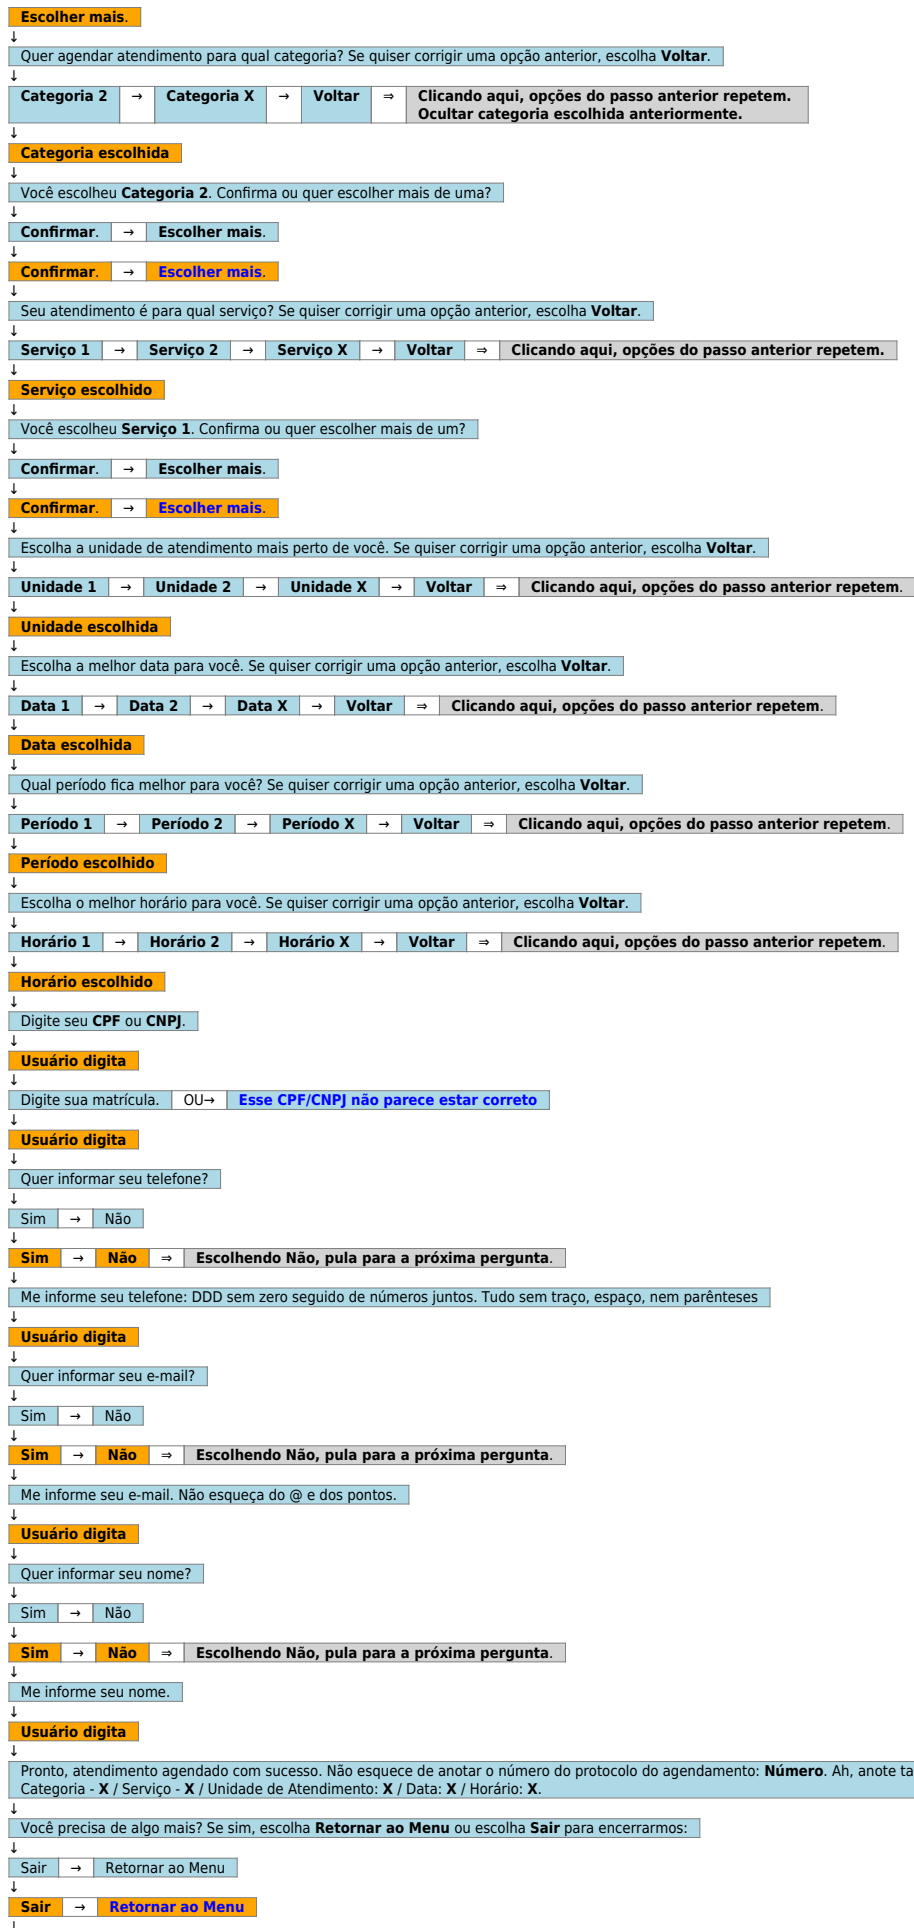 Escolher mais.
↓
Quer agendar atendimento para qual categoria? Se quiser corrigir uma opção anterior, escolha Voltar.
↓
Categoria 2 → Categoria X → Voltar ⇒ Clicando aqui, opções do passo anterior repetem.
Ocultar categoria escolhida anteriormente.
↓
Categoria escolhida
↓
Você escolheu Categoria 2. Confirma ou quer escolher mais de uma?
↓
Confirmar. → Escolher mais.
↓
Confirmar. → Escolher mais.
↓
Seu atendimento é para qual serviço? Se quiser corrigir uma opção anterior, escolha Voltar.
↓
Serviço 1 → Serviço 2 → Serviço X → Voltar ⇒ Clicando aqui, opções do passo anterior repetem.
↓
Serviço escolhido
↓
Você escolheu Serviço 1. Confirma ou quer escolher mais de um?
↓
Confirmar. → Escolher mais.
↓
Confirmar. → Escolher mais.
↓
Escolha a unidade de atendimento mais perto de você. Se quiser corrigir uma opção anterior, escolha Voltar.
↓
Unidade 1 → Unidade 2 → Unidade X → Voltar ⇒ Clicando aqui, opções do passo anterior repetem.
↓
Unidade escolhida
↓
Escolha a melhor data para você. Se quiser corrigir uma opção anterior, escolha Voltar.
↓
Data 1 → Data 2 → Data X → Voltar ⇒ Clicando aqui, opções do passo anterior repetem.
↓
Data escolhida
↓
Qual período fica melhor para você? Se quiser corrigir uma opção anterior, escolha Voltar.
↓
Período 1 → Período 2 → Período X → Voltar ⇒ Clicando aqui, opções do passo anterior repetem.
↓
Período escolhido
↓
Escolha o melhor horário para você. Se quiser corrigir uma opção anterior, escolha Voltar.
↓
Horário 1 → Horário 2 → Horário X → Voltar ⇒ Clicando aqui, opções do passo anterior repetem.
↓
Horário escolhido
↓
Digite seu CPF ou CNPJ.
↓
Usuário digita
↓
Digite sua matrícula. OU→ Esse CPF/CNPJ não parece estar correto
↓
Usuário digita
↓
Quer informar seu telefone?
↓
Sim → Não
↓
Sim → Não ⇒ Escolhendo Não, pula para a próxima pergunta.
↓
Me informe seu telefone: DDD sem zero seguido de números juntos. Tudo sem traço, espaço, nem parênteses
↓
Usuário digita
↓
Quer informar seu e-mail?
↓
Sim → Não
↓
Sim → Não ⇒ Escolhendo Não, pula para a próxima pergunta.
↓
Me informe seu e-mail. Não esqueça do @ e dos pontos.
↓
Usuário digita
↓
Quer informar seu nome?
↓
Sim → Não
↓
Sim → Não ⇒ Escolhendo Não, pula para a próxima pergunta.
↓
Me informe seu nome.
↓
Usuário digita
↓
Pronto, atendimento agendado com sucesso. Não esquece de anotar o número do protocolo do agendamento: Número. Ah, anote ta
Categoria - X / Serviço - X / Unidade de Atendimento: X / Data: X / Horário: X.
↓
Você precisa de algo mais? Se sim, escolha Retornar ao Menu ou escolha Sair para encerrarmos:
↓
Sair → Retornar ao Menu
↓
Sair → Retornar ao Menu
↓